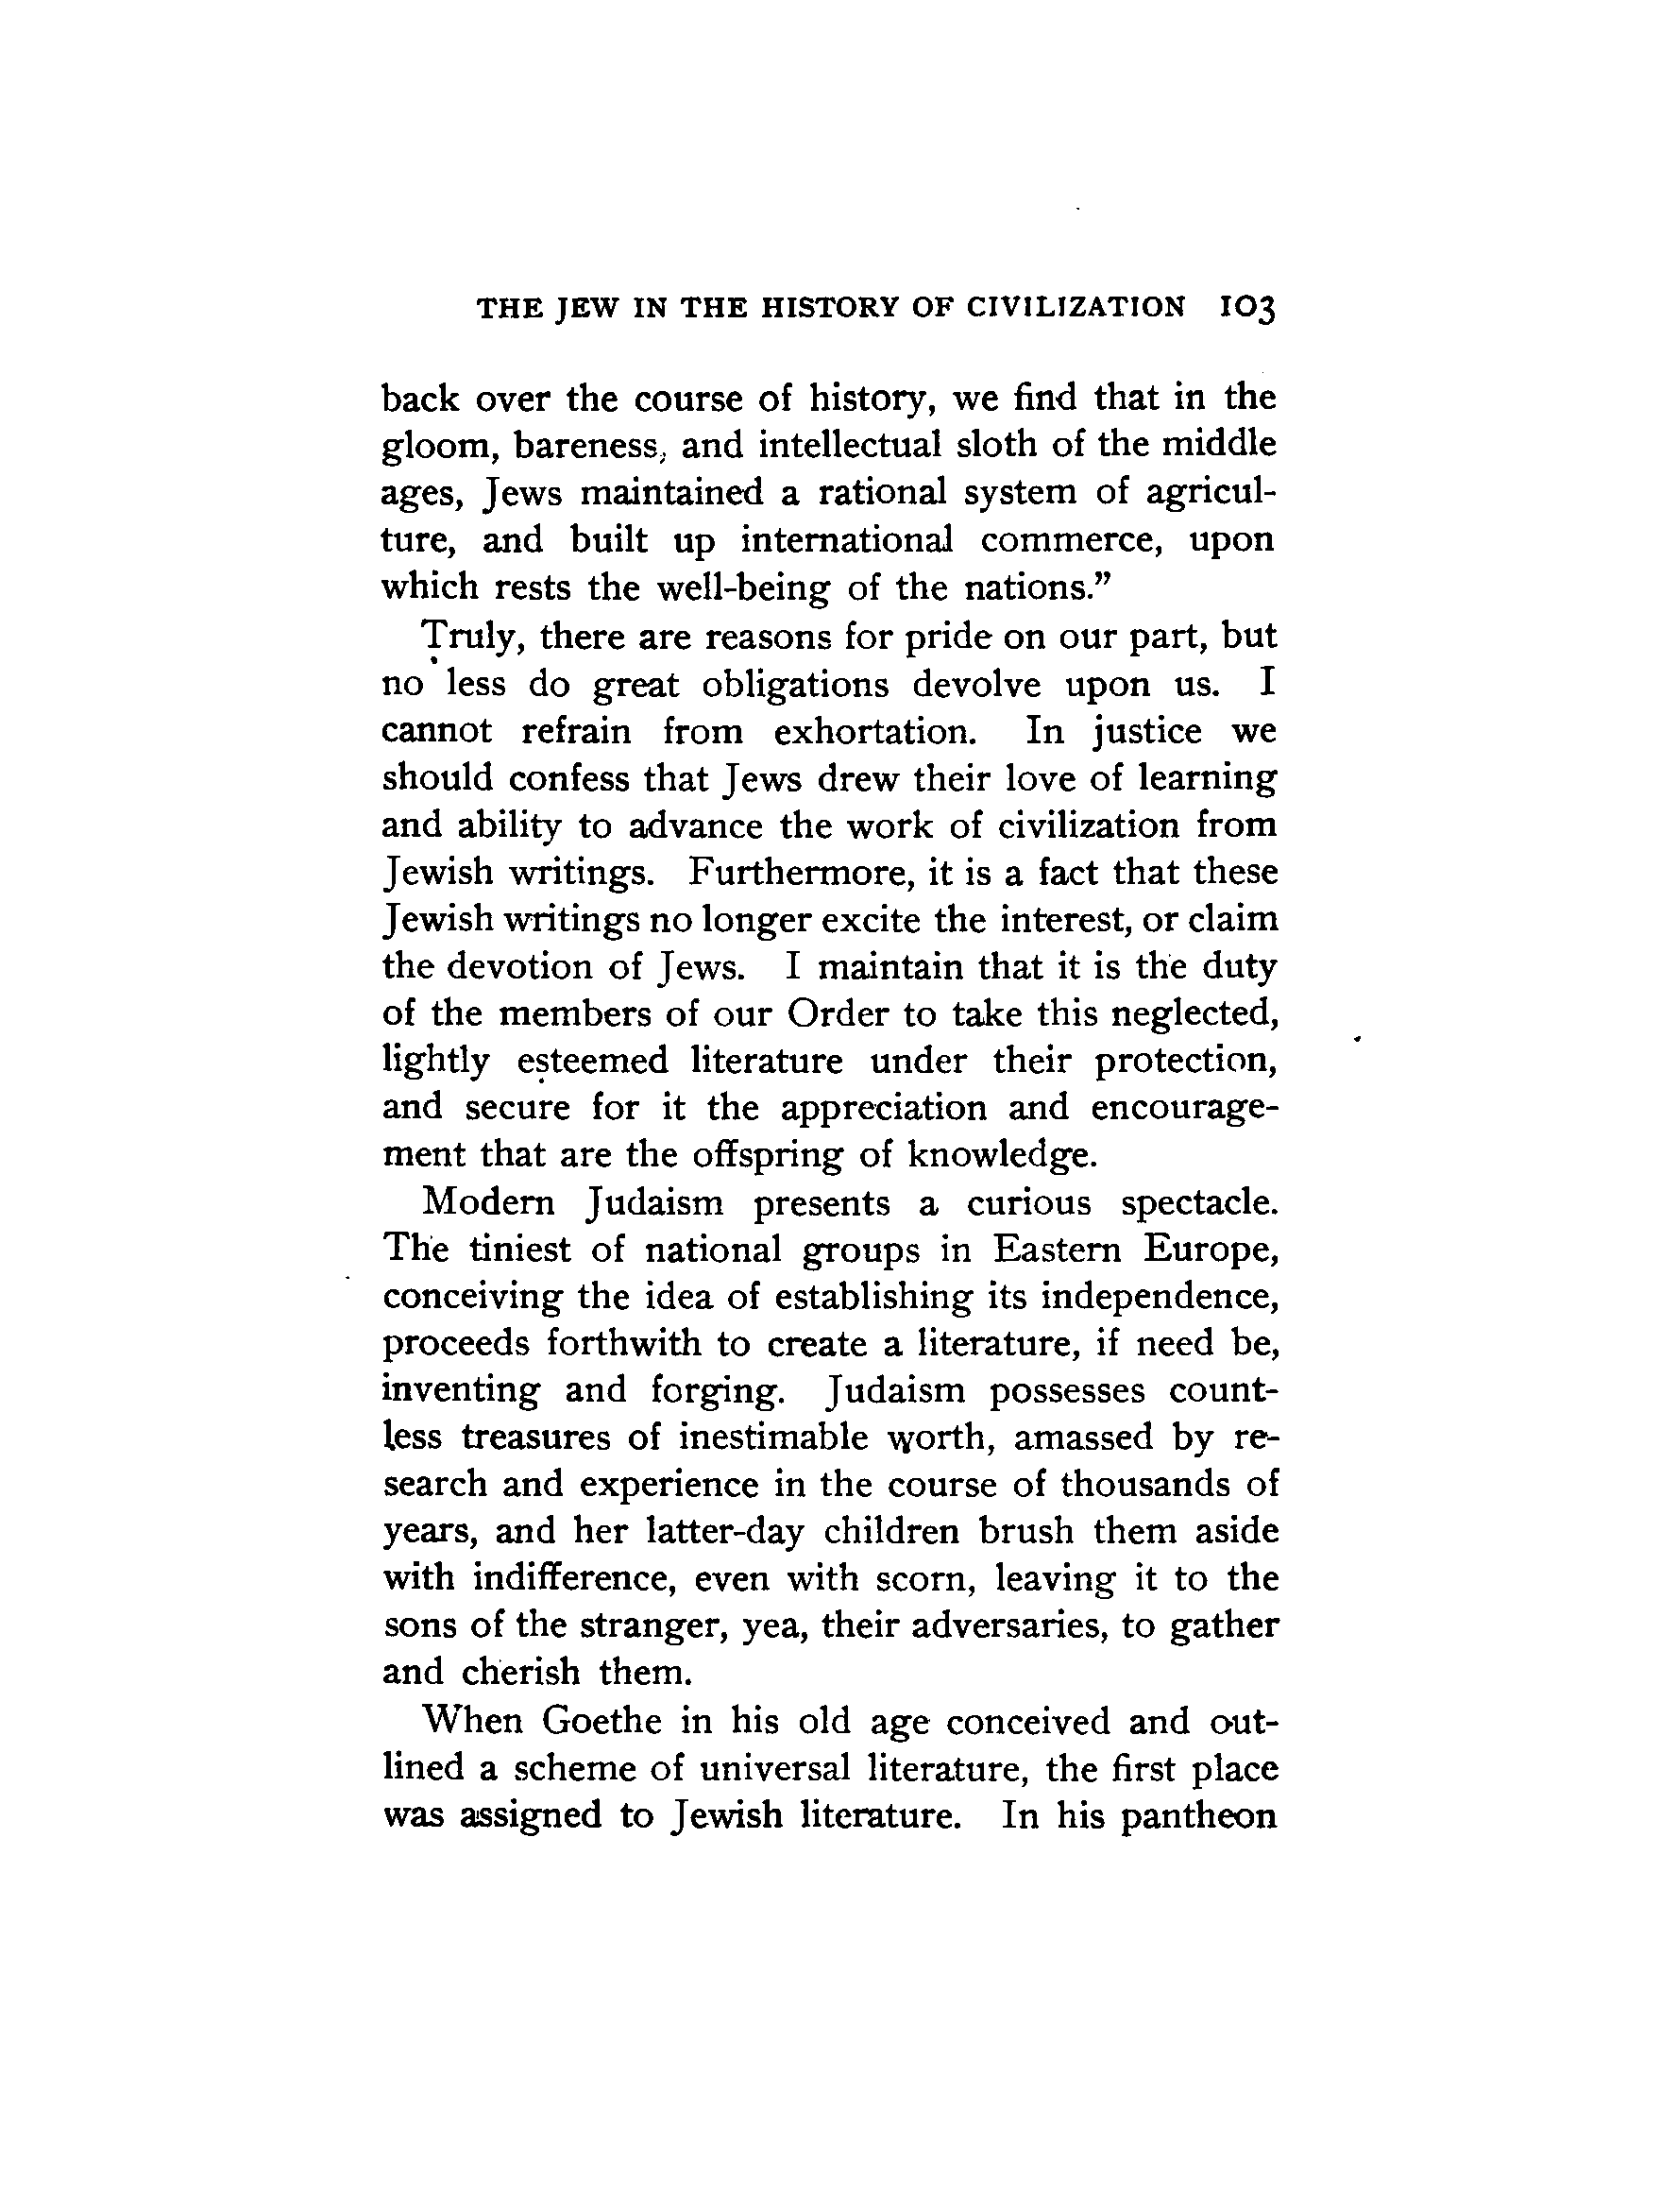 THE JEW IN THE HISTORY OF CIVILIZATION 103
back over the course of history, we find that in the
gloom, bareness, and intellectual sloth of the middle
ages, Jews maintained a rational system of agricul-
ture, and built up international commerce, upon
which rests the well-being of the nations.”
Truly, there are reasons for pride on our part, but
no less do great obligations devolve upon us. I
cannot refrain from exhortation. In justice we
should confess that Jews drew their love of learning
and ability to advance the work of civilization from
Jewish writings. Furthermore, it is a fact that these
Jewish writings no longer excite the interest, or claim
the devotion of Jews. I maintain that it is the duty
of the members of our Order to take this neglected,
lightly esteemed literature under their protection,
and secure for it the appreciation and encourage-
ment that are the offspring of knowledge.
Modern Judaism presents a curious spectacle.
The tiniest of national groups in Eastern Europe,
conceiving the idea of establishing its independence,
proceeds forthwith to create a literature, if need be,
inventing and forging. Judaism possesses count-
less treasures of inestimable worth, amassed by re-
search and experience in the course of thousands of
years, and her latter-day children brush them aside
with indifference, even with scorn, leaving it to the
sons of the stranger, yea, their adversaries, to gather
and cherish them.
When Goethe in his old age conceived and out-
lined a scheme of universal literature, the first place
was assigned to Jewish literature. In his pantheon